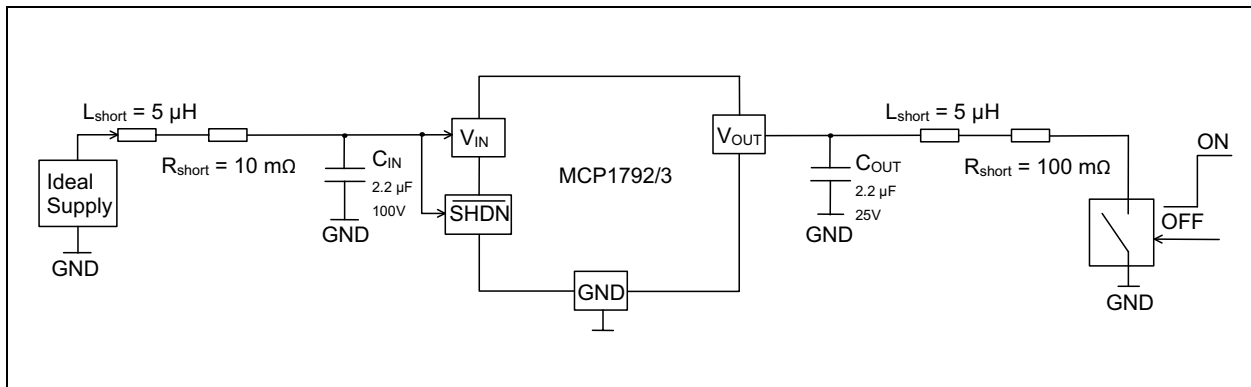 L_short = 5 µH
R_short = 10 mΩ
Ideal
Supply
GND
C_IN
2.2 µF
100V
GND
V_IN
SHDN
MCP1792/3
GND
V_OUT
C_OUT
2.2 µF
25V
GND
L_short = 5 µH
R_short = 100 mΩ
ON
OFF
GND